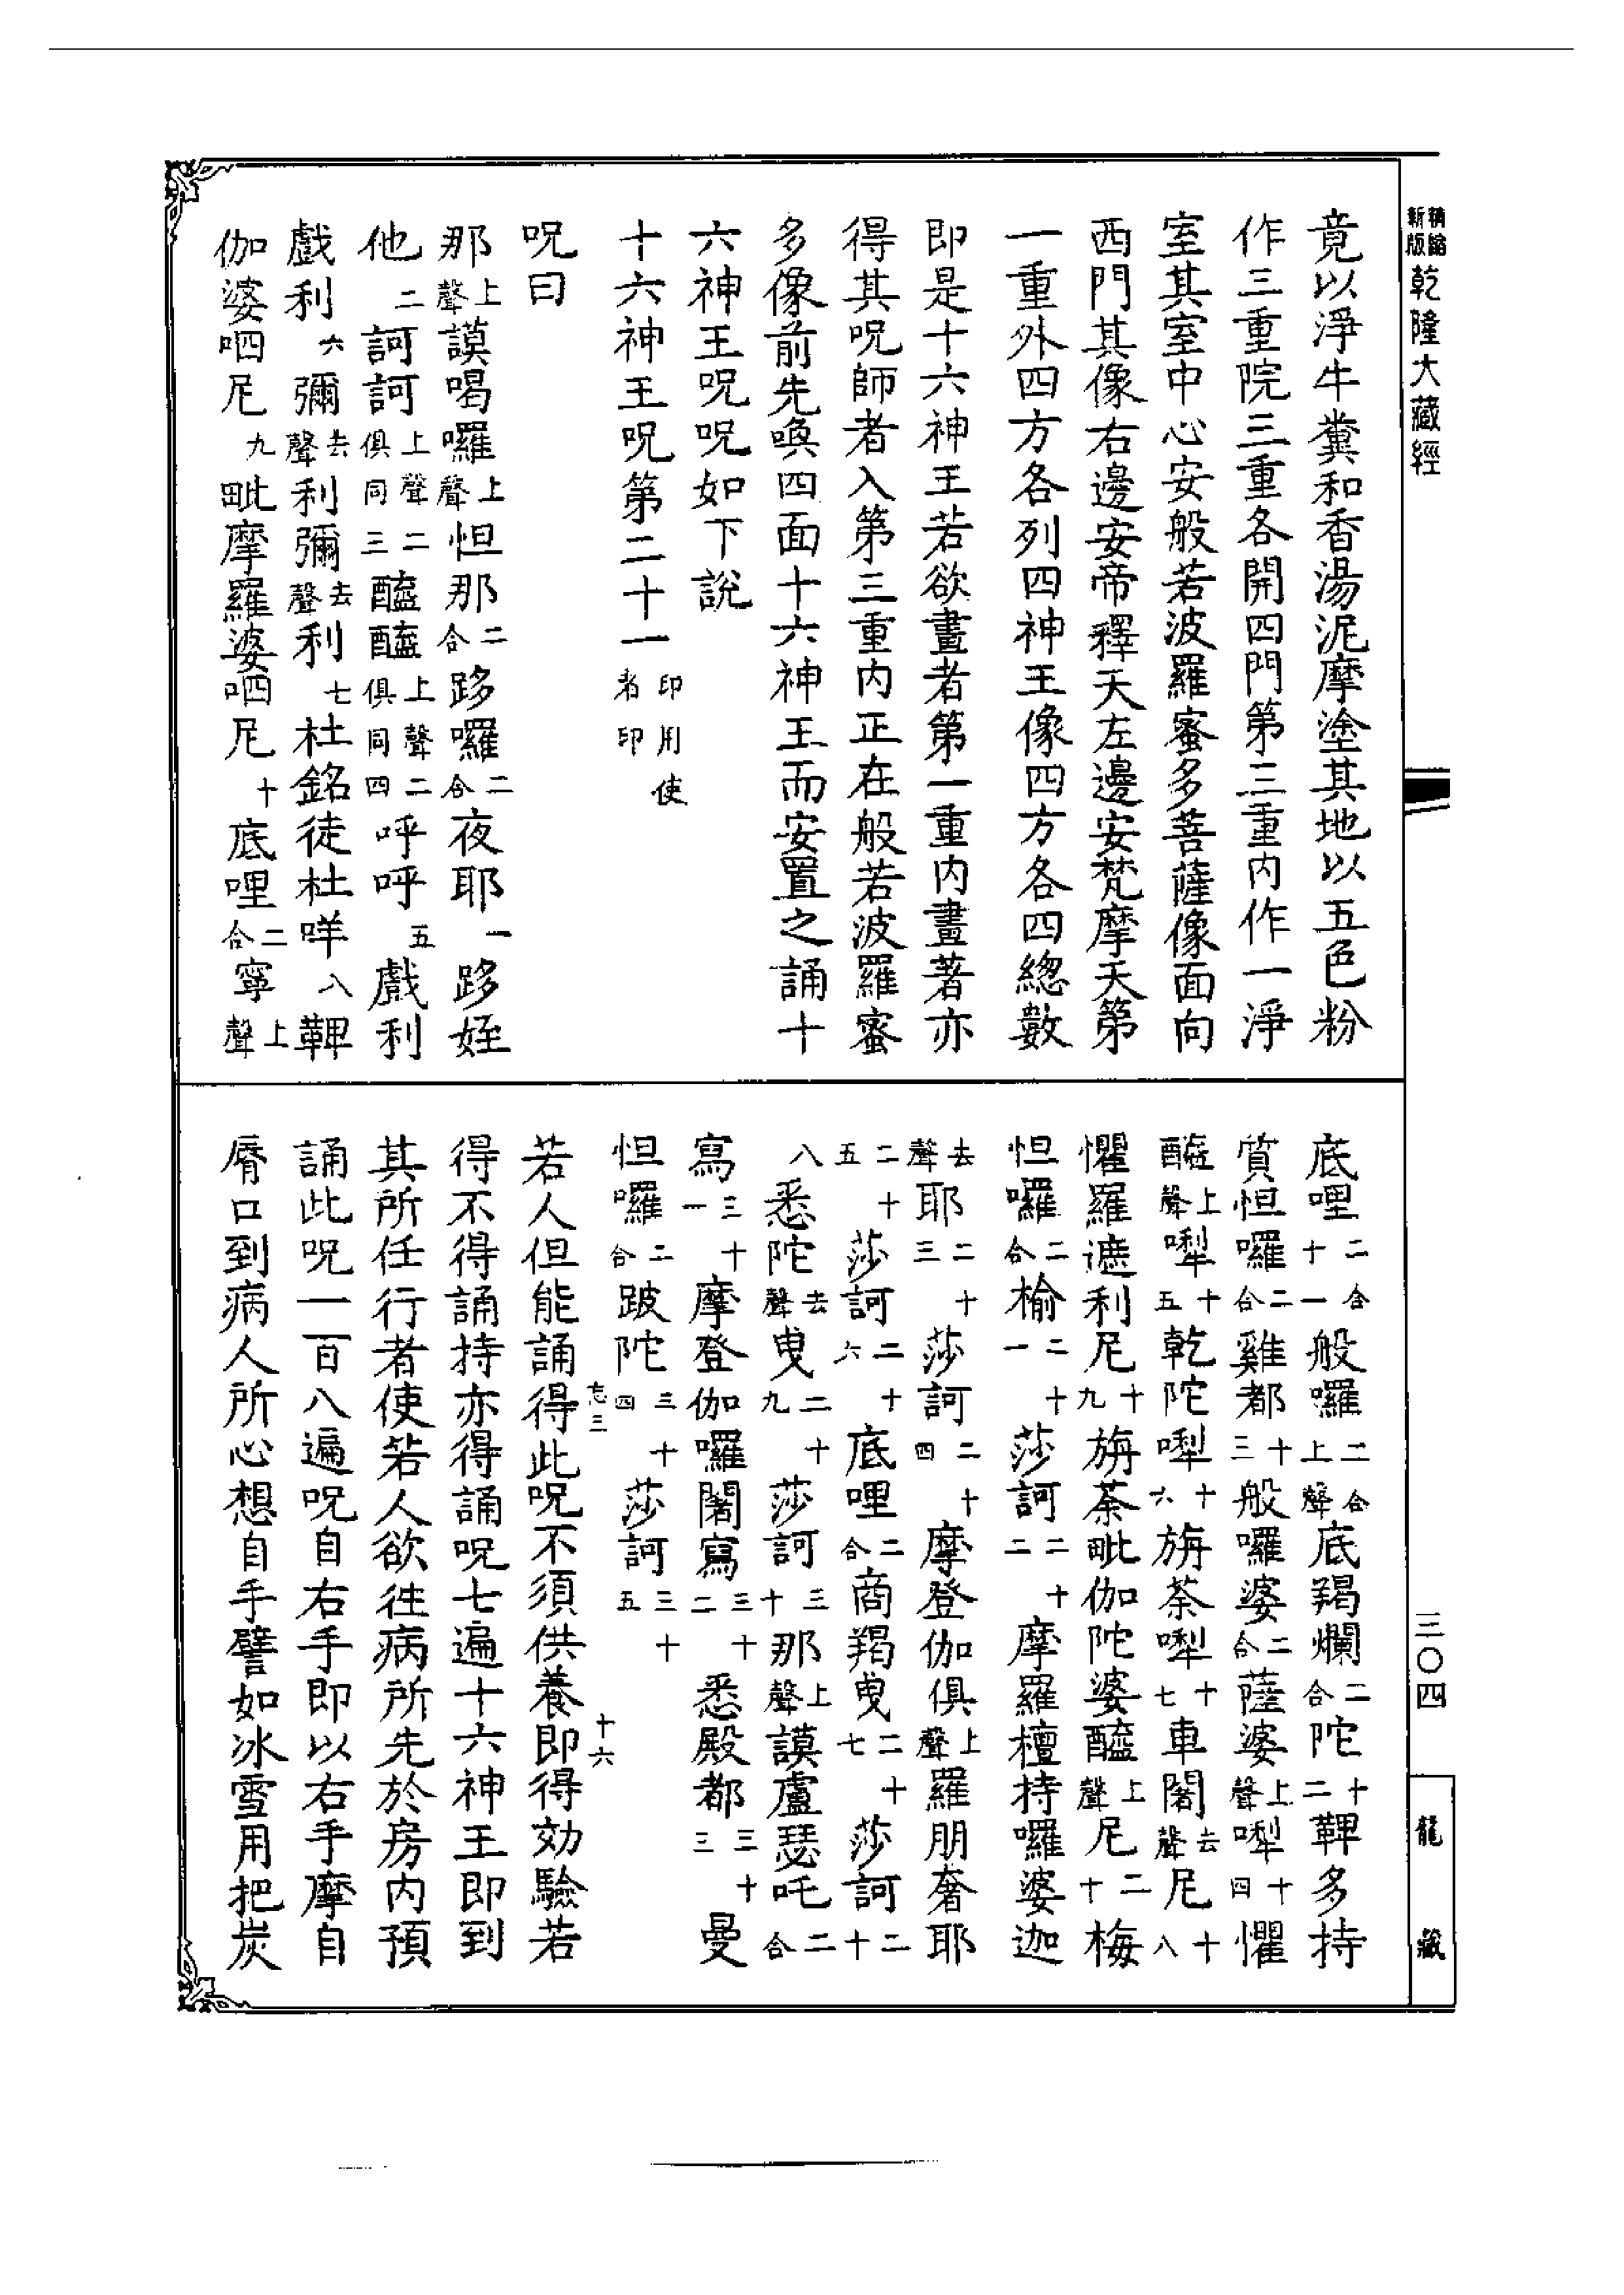 新編縮版 乾隆大藏經
竟以淨牛糞和香湯泥摩塗其地以五色粉
作三重院三重各開四門第三重內作一淨
室其室中心安般若波羅蜜多菩薩像面向
西門其像右邊安帝釋天左邊安梵摩天第
一重外四方各列四神王像四方各四總數
即是十六神王若欲畫者第一重內畫著亦
得其呪師者入第三重內正在般若波羅蜜
多像前先喚四面十六神王而安置之誦十
六神王呪呪如下說
十六神王呪第二十一印用使者印
呪曰
那上聲謨喝囉上聲怛那二合跢囉二合夜耶一跢姪
他二訶訶上聲二俱同三醯醯上聲二俱同四呼呼五戲利
戲利六彌去聲利彌去聲利七杜銘徒杜咩八鞞
伽婆呬尼九毗摩羅婆呬尼十底哩二合寧上聲
底哩二合十一般囉二合上聲底羯爛二合陀十二鞞多持
質怛囉二合雞都十三般囉婆二合薩婆上聲㗚十四懼
醯上聲㗚十五乾陀㗚十六旃荼㗚十七車闍去聲尼十八
懼羅遮利尼十九旃荼毗伽陀婆醯上聲尼二十梅
怛囉二合榆二十一莎訶二十二摩羅檀持囉婆迦
去聲耶二十三莎訶二十四摩登伽俱上聲羅朋奢耶
二十五莎訶二十六底哩二合商羯曳二十七莎訶二十
八悉陀去聲曳二十九莎訶三十那上聲謨盧瑟吒二合
寫三十一摩登伽囉闍寫三十二悉殿都三十三曼
怛囉二合跛陀三十四莎訶三十五
若人但能誦得此呪不須供養即得効驗若
得不得誦持亦得誦呪七遍十六神王即到
其所任行者使若人欲往病所先於房內預
誦此呪一百八遍呪自右手即以右手摩自
脣口到病人所心想自手譬如冰雪用把炭
忘三
十六
三〇四
龍藏